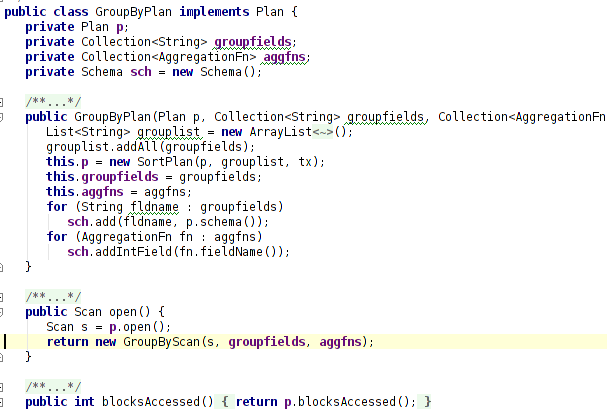 public class GroupByPlan implements Plan {
private Plan p;
private Collection<String> groupfields;
private Collection<AggregationFn> aggfns;
private Schema sch = new Schema();
/**...*/
public GroupByPlan(Plan p, Collection<String> groupfields, Collection<AggregationFn
List<String> grouplist = new ArrayList<~>();
grouplist.addAll(groupfields);
this.p = new SortPlan(p, grouplist, tx);
this.groupfields = groupfields;
this.aggfns = aggfns;
for (String fldname : groupfields)
sch.add(fldname, p.schema());
for (AggregationFn fn : aggfns)
sch.addIntField(fn.fieldName());
}
/**...*/
public Scan open() {
Scan s = p.open();
return new GroupByScan(s, groupfields, aggfns);
}
/**...*/
public int blocksAccessed() { return p.blocksAccessed(); }